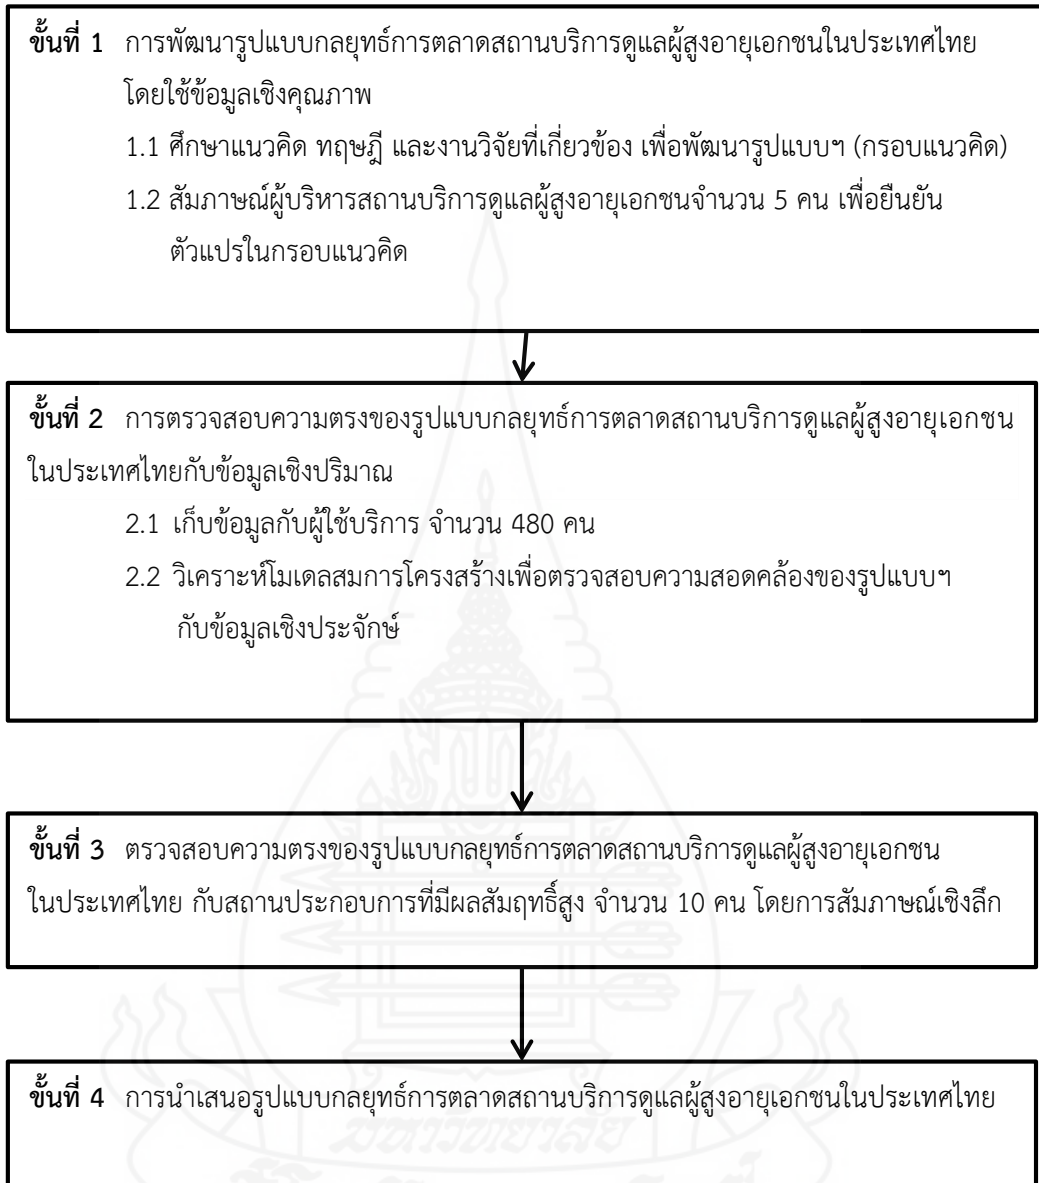 ขั้นที่ 1 การพัฒนารูปแบบกลยุทธ์การตลาดสถานบริการดูแลผู้สูงอายุเอกชนในประเทศไทย
โดยใช้ข้อมูลเชิงคุณภาพ
1.1 ศึกษาแนวคิด ทฤษฎี และงานวิจัยที่เกี่ยวข้อง เพื่อพัฒนารูปแบบฯ (กรอบแนวคิด)
1.2 สัมภาษณ์ผู้บริหารสถานบริการดูแลผู้สูงอายุเอกชนจำนวน 5 คน เพื่อยืนยัน
ตัวแปรในกรอบแนวคิด
ขั้นที่ 2 การตรวจสอบความตรงของรูปแบบกลยุทธ์การตลาดสถานบริการดูแลผู้สูงอายุเอกชน
ในประเทศไทยกับข้อมูลเชิงปริมาณ
2.1 เก็บข้อมูลกับผู้ใช้บริการ จำนวน 480 คน
2.2 วิเคราะห์โมเดลสมการโครงสร้างเพื่อตรวจสอบความสอดคล้องของรูปแบบฯ
กับข้อมูลเชิงประจักษ์
ขั้นที่ 3 ตรวจสอบความตรงของรูปแบบกลยุทธ์การตลาดสถานบริการดูแลผู้สูงอายุเอกชน
ในประเทศไทย กับสถานประกอบการที่มีผลสัมฤทธิ์สูง จำนวน 10 คน โดยการสัมภาษณ์เชิงลึก
ขั้นที่ 4 การนำเสนอรูปแบบกลยุทธ์การตลาดสถานบริการดูแลผู้สูงอายุเอกชนในประเทศไทย